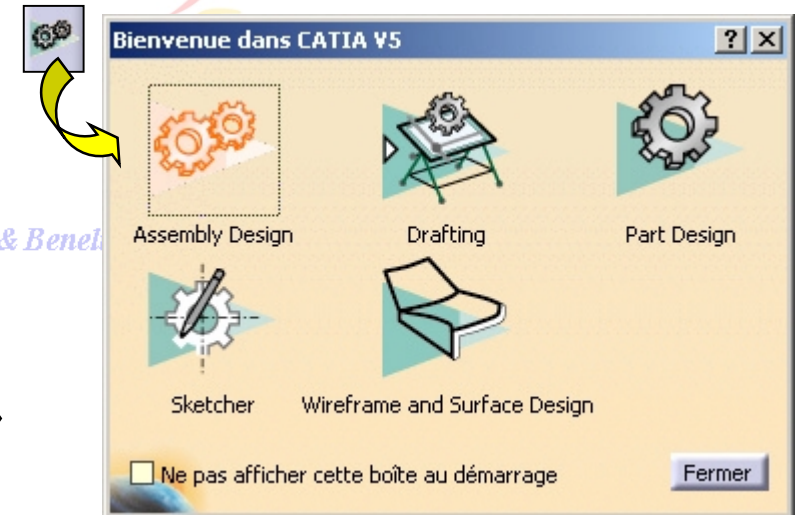 Bienvenue dans CATIA V5
Assembly Design Drafting Part Design
& Benel
Sketcher Wireframe and Surface Design
Ne pas afficher cette boîte au démarrage Fermer